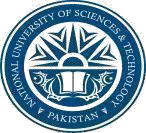 NATIONAL UNIVERSITY OF SCIENCES & TECHNOLOGY
PAKISTAN